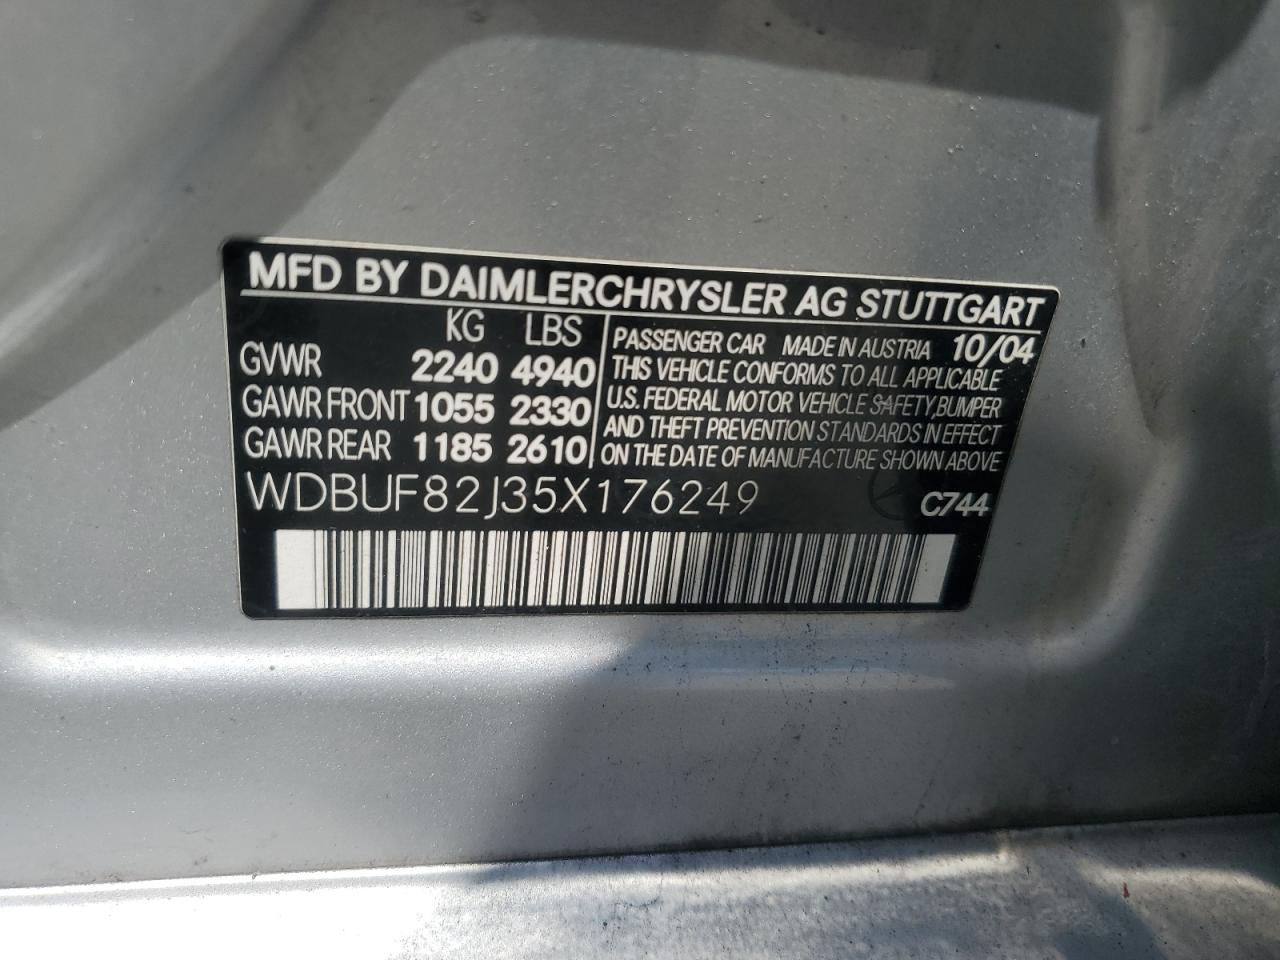 MFD BY DAIMLERCHRYSLER AG STUTTGART
KG LBS
GVWR 2240 4940
GAWR FRONT 1055 2330
GAWR REAR 1185 2610
PASSENGER CAR MADE IN AUSTRIA 10/04
THIS VEHICLE CONFORMS TO ALL APPLICABLE
U.S. FEDERAL MOTOR VEHICLE SAFETY, BUMPER
AND THEFT PREVENTION STANDARDS IN EFFECT
ON THE DATE OF MANUFACTURE SHOWN ABOVE
WDBUF82J35X176249
C744